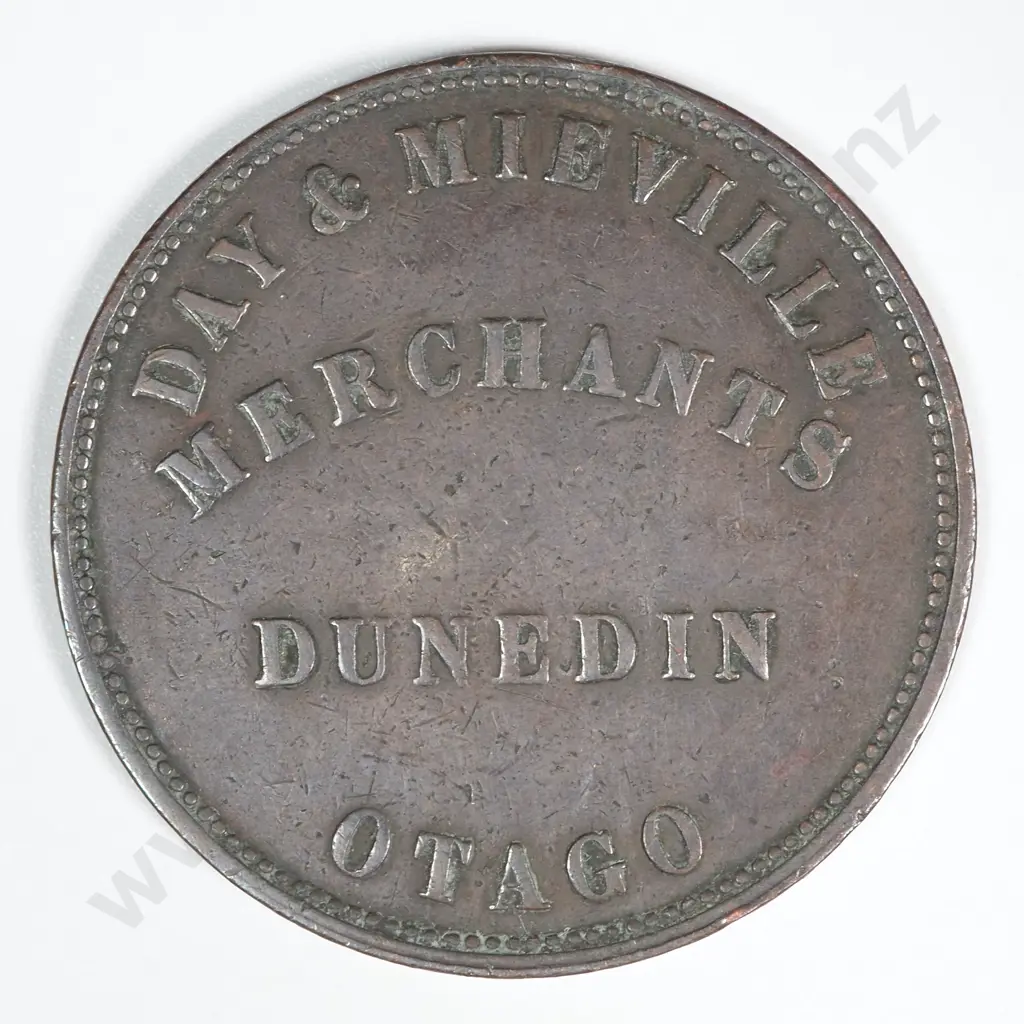 DAY & MIEVILLE
MERCHANTS
DUNEDIN
OTAGO